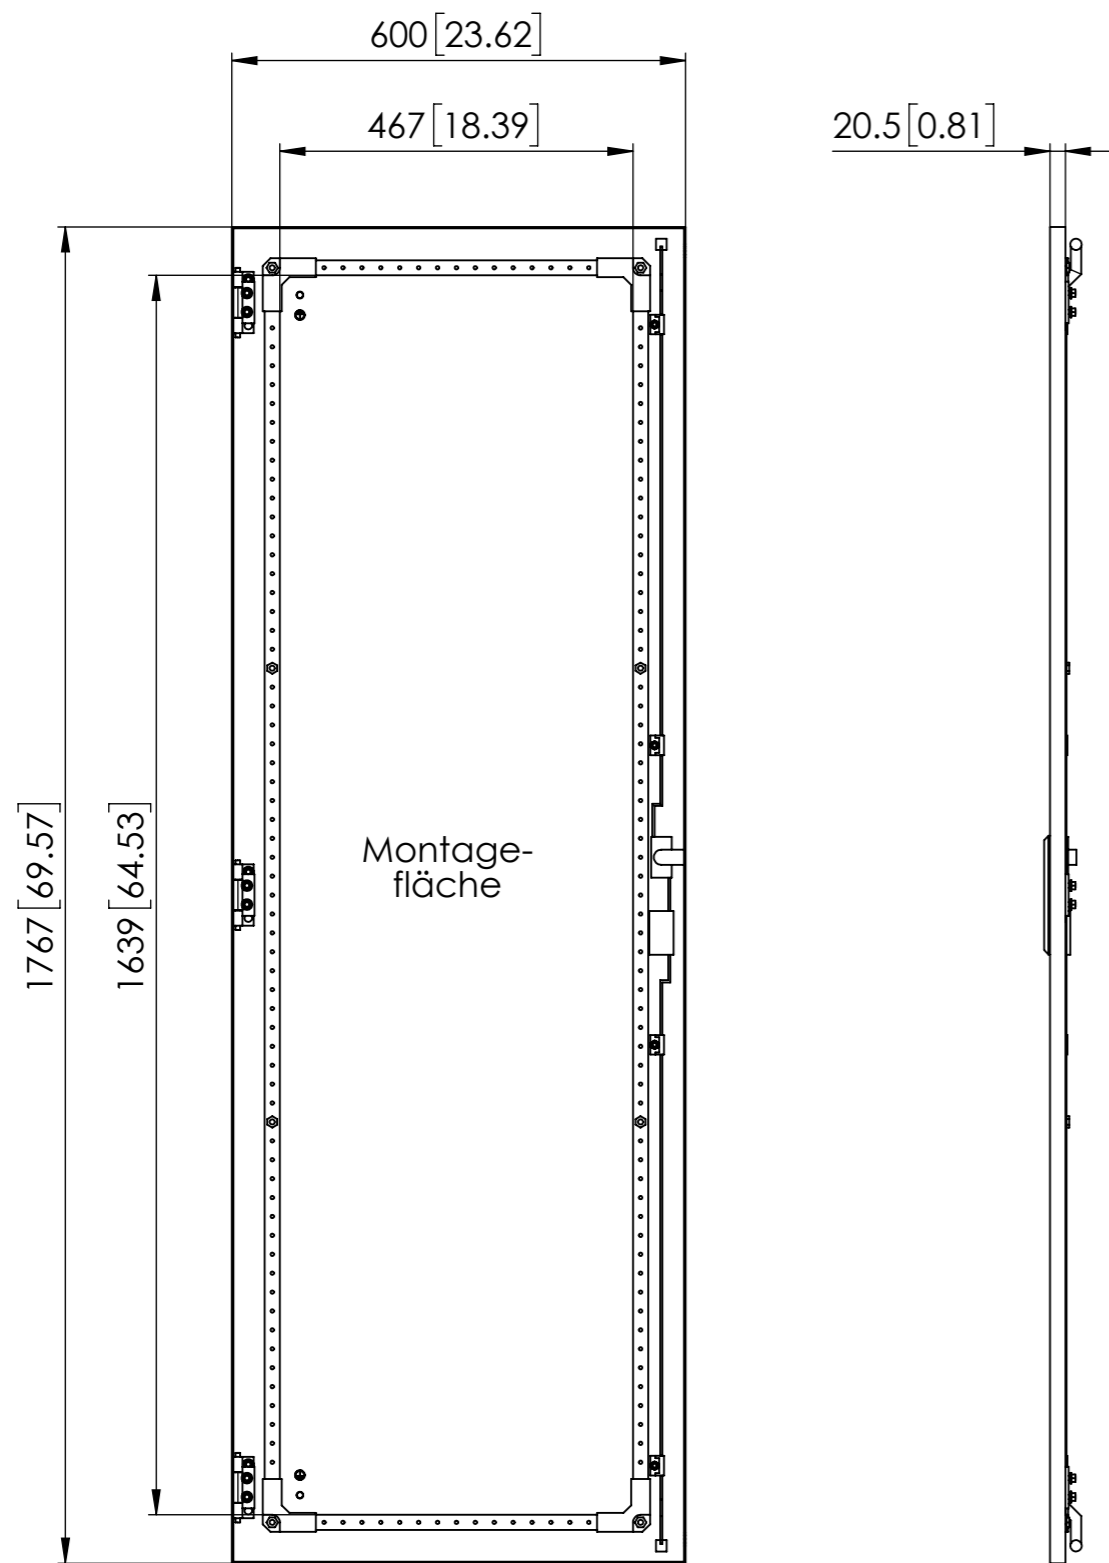 600 [23.62]
467 [18.39]
20.5 [0.81]
1767 [69.57]
1639 [64.53]
Montage-
fläche